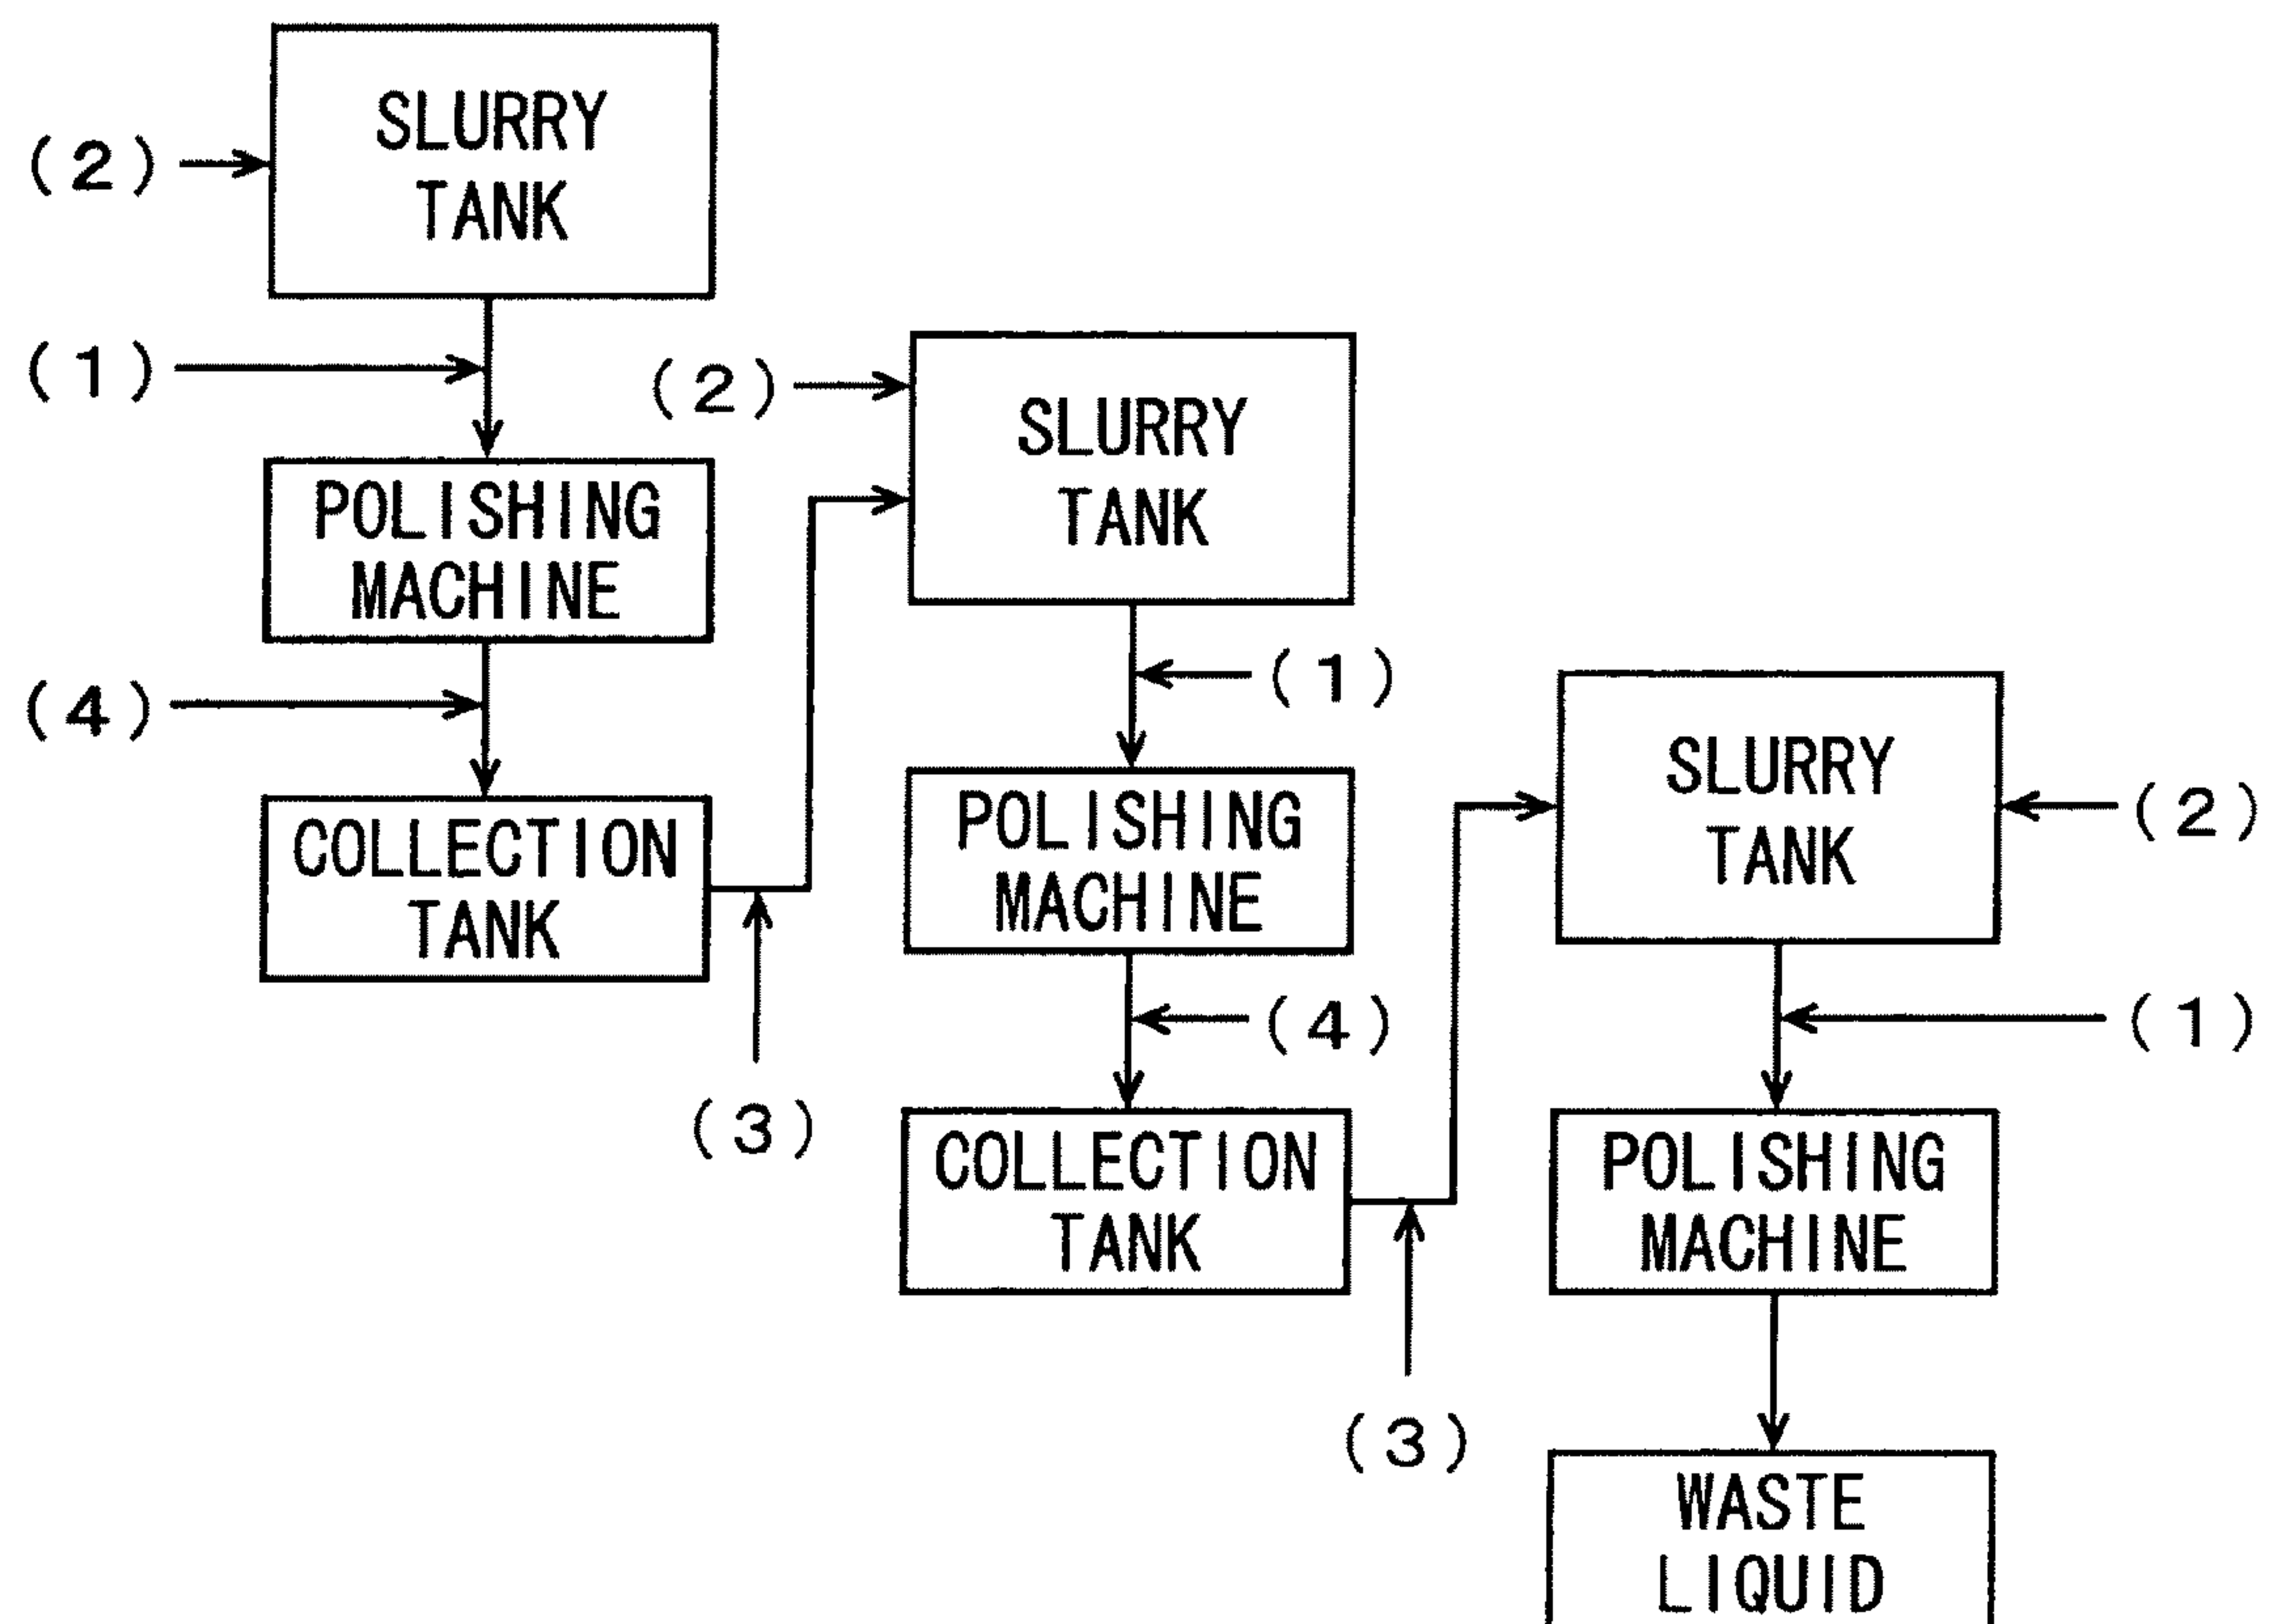 SLURRY
TANK
(2)
(1)
POLISHING
MACHINE
(4)
COLLECTION
TANK
(3)
(2)
SLURRY
TANK
(1)
POLISHING
MACHINE
(4)
COLLECTION
TANK
(3)
SLURRY
TANK
(2)
(1)
POLISHING
MACHINE
WASTE
LIQUID